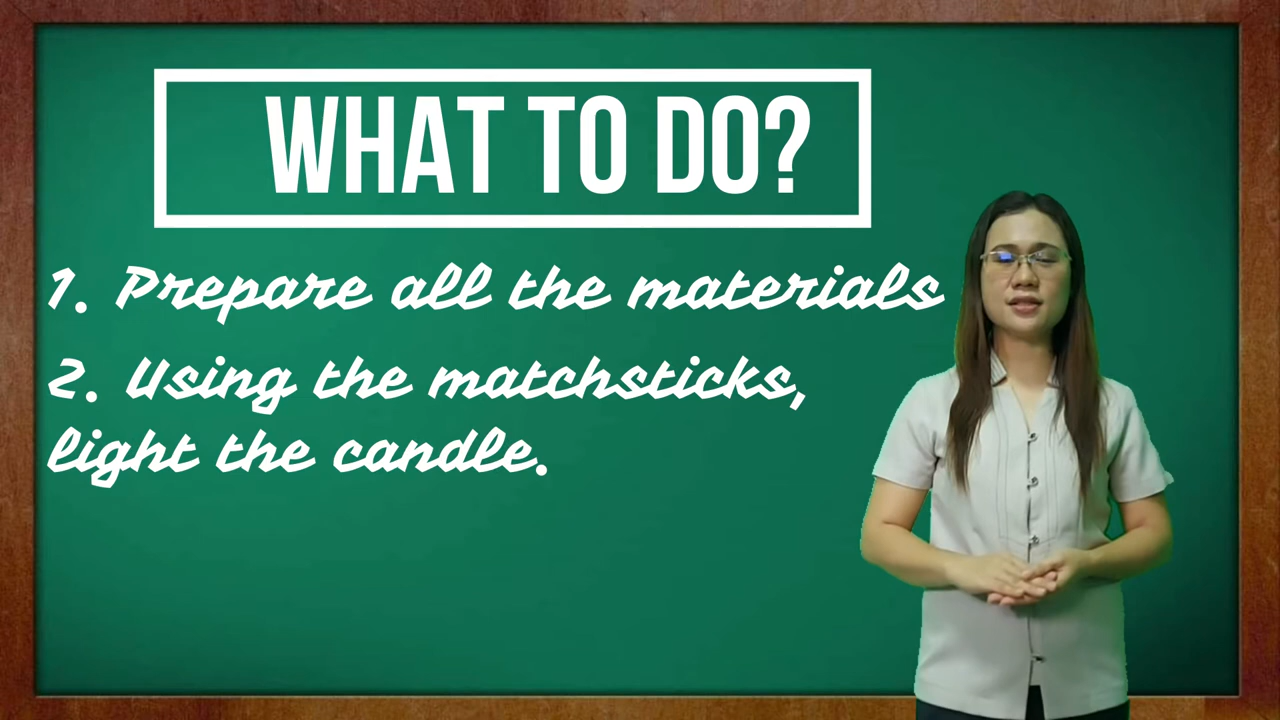 WHAT TO DO?
1. Prepare all the materials
2. Using the matchsticks,
light the candle.